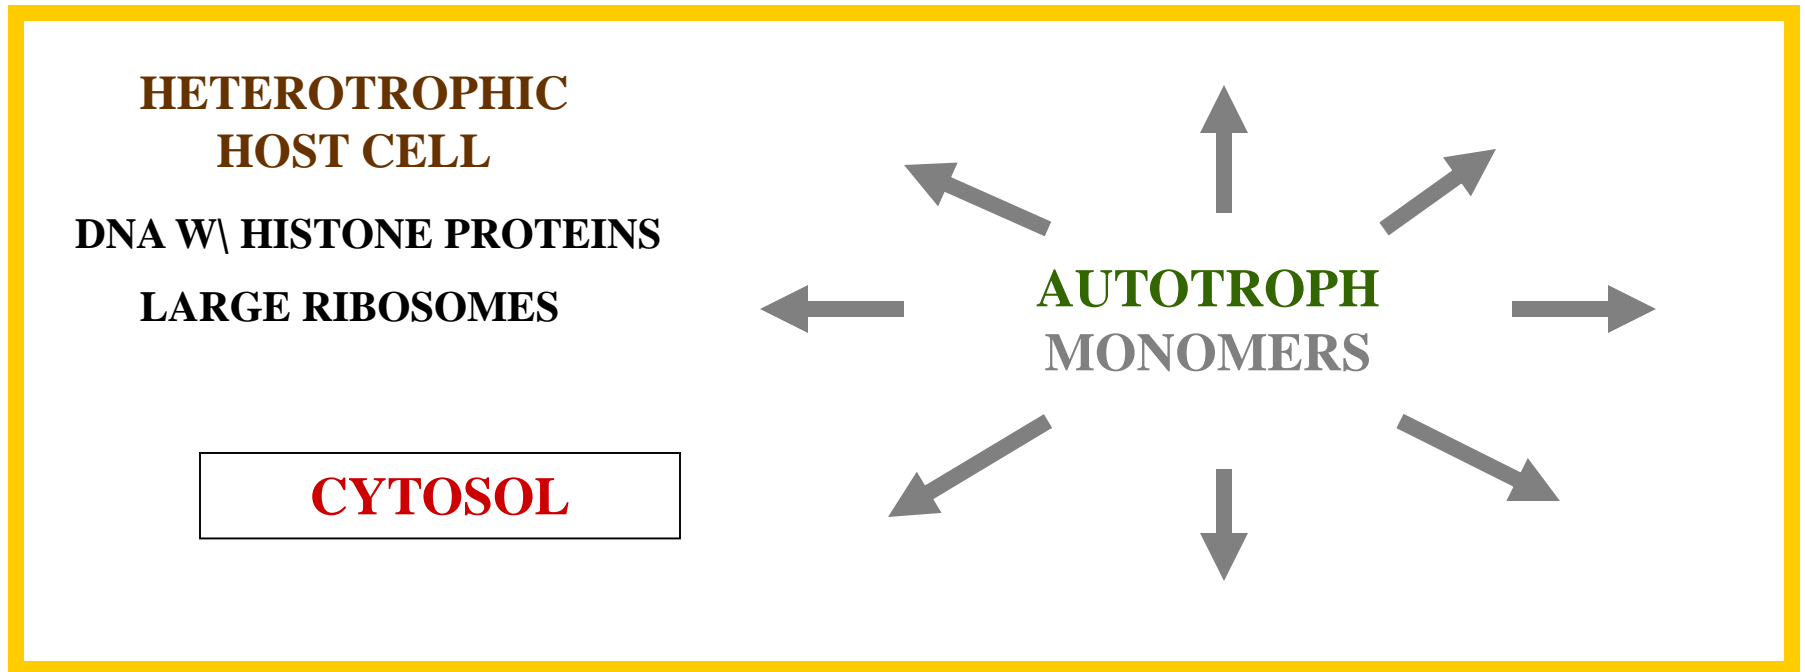 HETEROTROPHIC
HOST CELL
DNA W\ HISTONE PROTEINS
LARGE RIBOSOMES
CYTOSOL
AUTOTROPH
MONOMERS